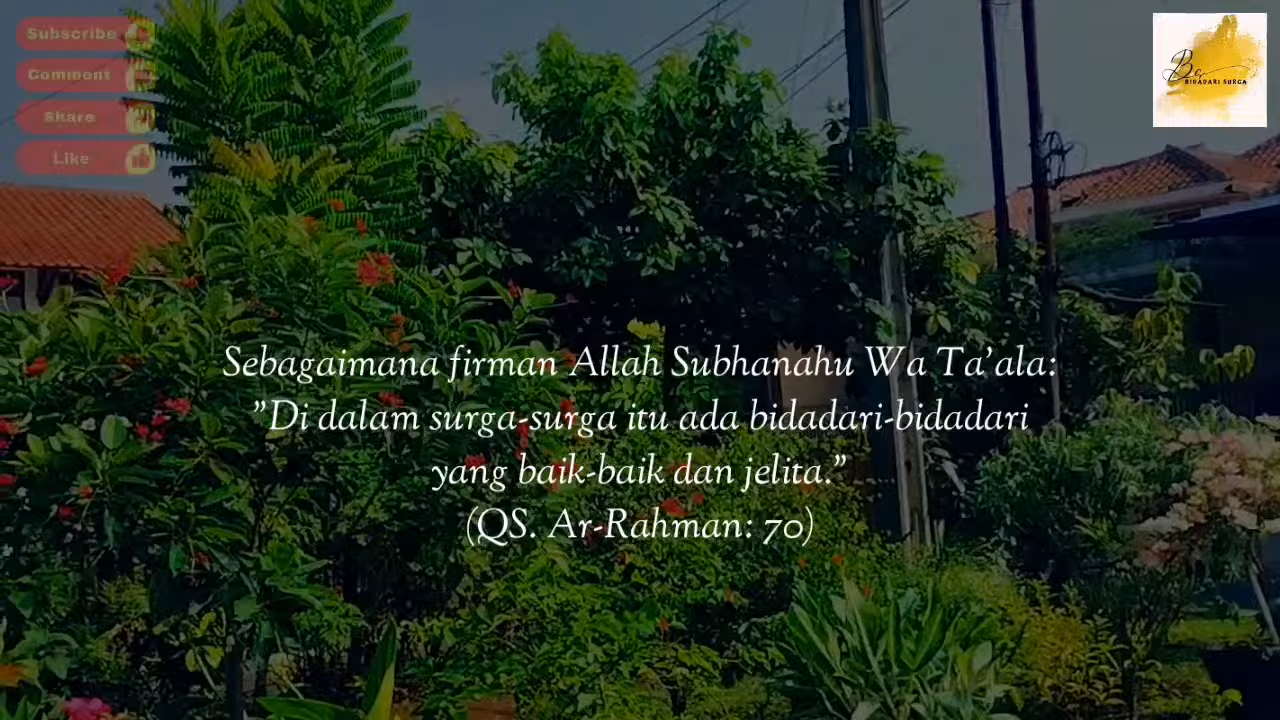 Subscribe
Comment
Share
Like
BIDADARI SURGA
Sebagaimana firman Allah Subhanahu Wa Ta'ala:
"Di dalam surga-surga itu ada bidadari-bidadari
yang baik-baik dan jelita."
(QS. Ar-Rahman: 70)